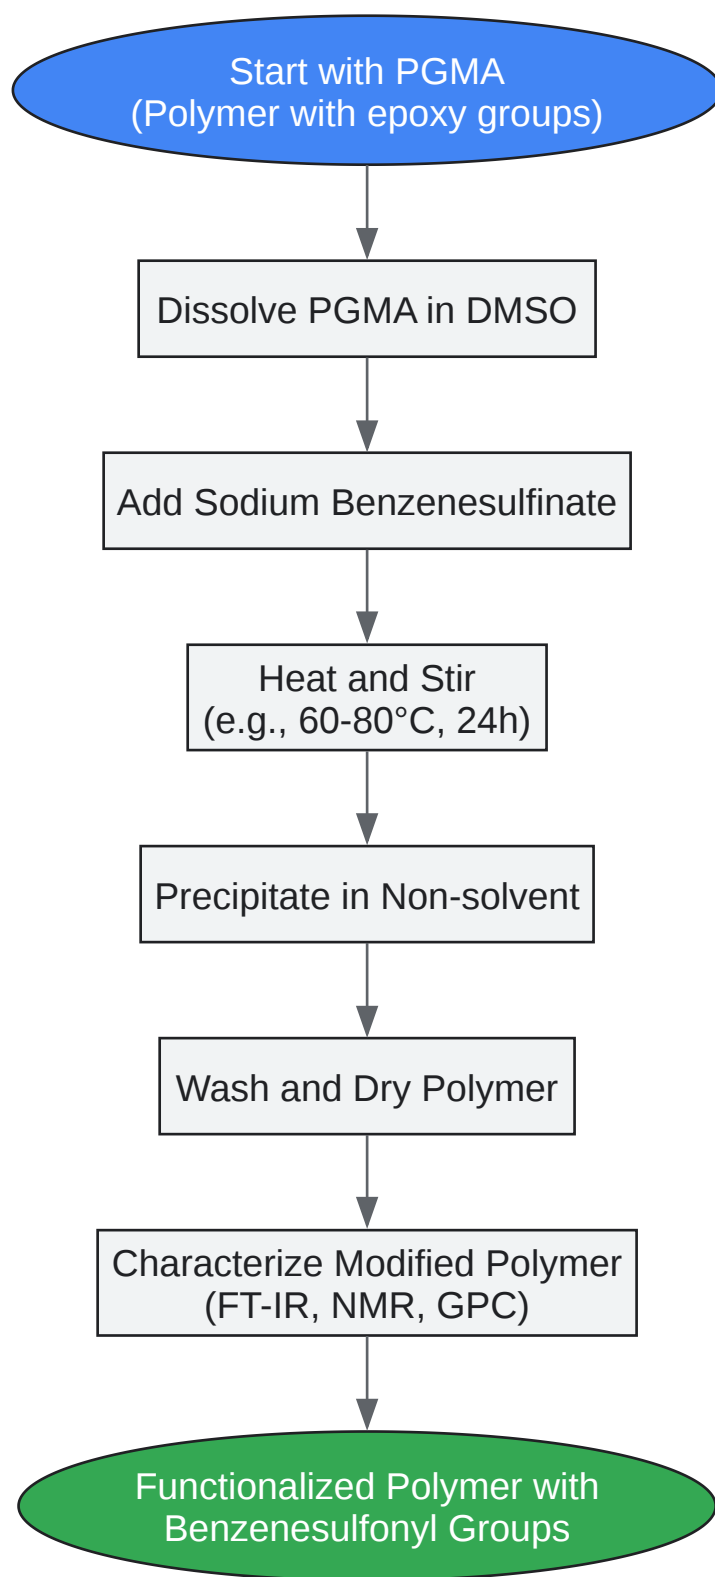 Start with PGMA
(Polymer with epoxy groups)
Dissolve PGMA in DMSO
Add Sodium Benzenesulfinate
Heat and Stir
(e.g., 60-80°C, 24h)
Precipitate in Non-solvent
Wash and Dry Polymer
Characterize Modified Polymer
(FT-IR, NMR, GPC)
Functionalized Polymer with
Benzenesulfonyl Groups